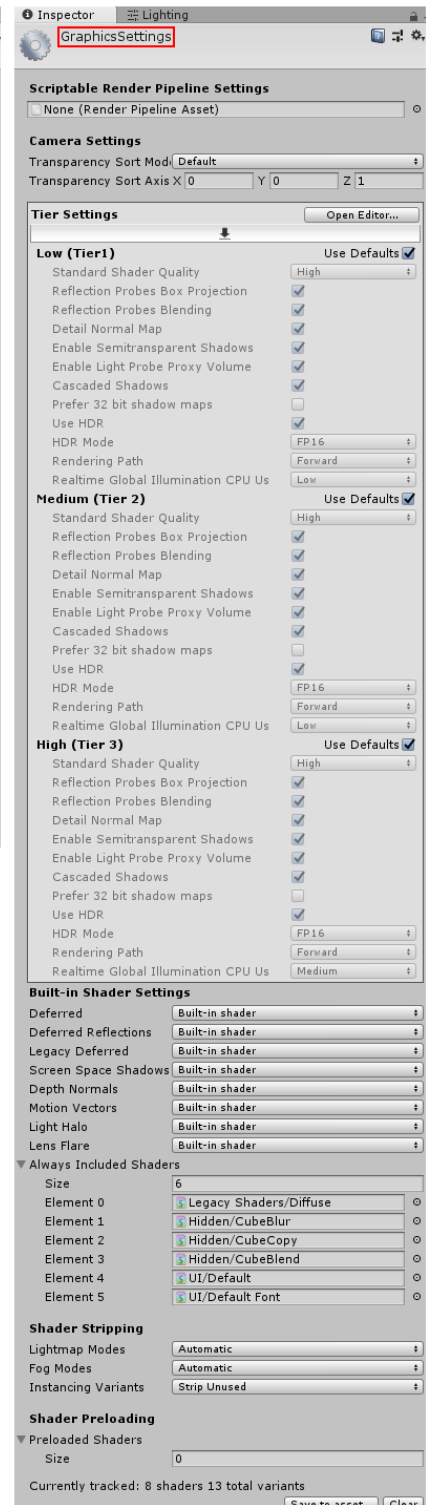 Inspector Lighting
GraphicsSettings
Scriptable Render Pipeline Settings
None (Render Pipeline Asset)
Camera Settings
Transparency Sort Mod Default
Transparency Sort Axis X 0 Y 0 Z 1
Tier Settings Open Editor...
Low (Tier1) Use Defaults
Standard Shader Quality High
Reflection Probes Box Projection
Reflection Probes Blending
Detail Normal Map
Enable Semitransparent Shadows
Enable Light Probe Proxy Volume
Cascaded Shadows
Prefer 32 bit shadow maps
Use HDR
HDR Mode FP16
Rendering Path Forward
Realtime Global Illumination CPU Us Low
Medium (Tier 2) Use Defaults
Standard Shader Quality High
Reflection Probes Box Projection
Reflection Probes Blending
Detail Normal Map
Enable Semitransparent Shadows
Enable Light Probe Proxy Volume
Cascaded Shadows
Prefer 32 bit shadow maps
Use HDR
HDR Mode FP16
Rendering Path Forward
Realtime Global Illumination CPU Us Low
High (Tier 3) Use Defaults
Standard Shader Quality High
Reflection Probes Box Projection
Reflection Probes Blending
Detail Normal Map
Enable Semitransparent Shadows
Enable Light Probe Proxy Volume
Cascaded Shadows
Prefer 32 bit shadow maps
Use HDR
HDR Mode FP16
Rendering Path Forward
Realtime Global Illumination CPU Us Medium
Built-in Shader Settings
Deferred Built-in shader
Deferred Reflections Built-in shader
Legacy Deferred Built-in shader
Screen Space Shadows Built-in shader
Depth Normals Built-in shader
Motion Vectors Built-in shader
Light Halo Built-in shader
Lens Flare Built-in shader
Always Included Shaders
Size 6
Element 0 Legacy Shaders/Diffuse
Element 1 Hidden/CubeBlur
Element 2 Hidden/CubeCopy
Element 3 Hidden/CubeBlend
Element 4 UI/Default
Element 5 UI/Default Font
Shader Stripping
Lightmap Modes Automatic
Fog Modes Automatic
Instancing Variants Strip Unused
Shader Preloading
Preloaded Shaders
Size 0
Currently tracked: 8 shaders 13 total variants
Save to asset... Clear